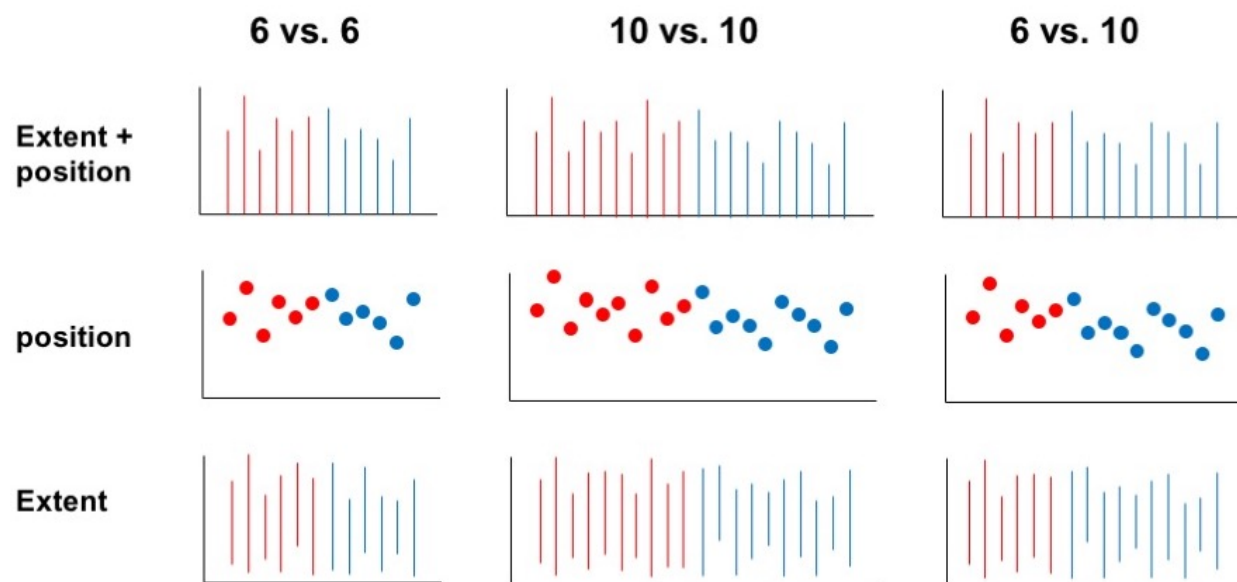 6 vs. 6
10 vs. 10
6 vs. 10
Extent +
position
position
Extent